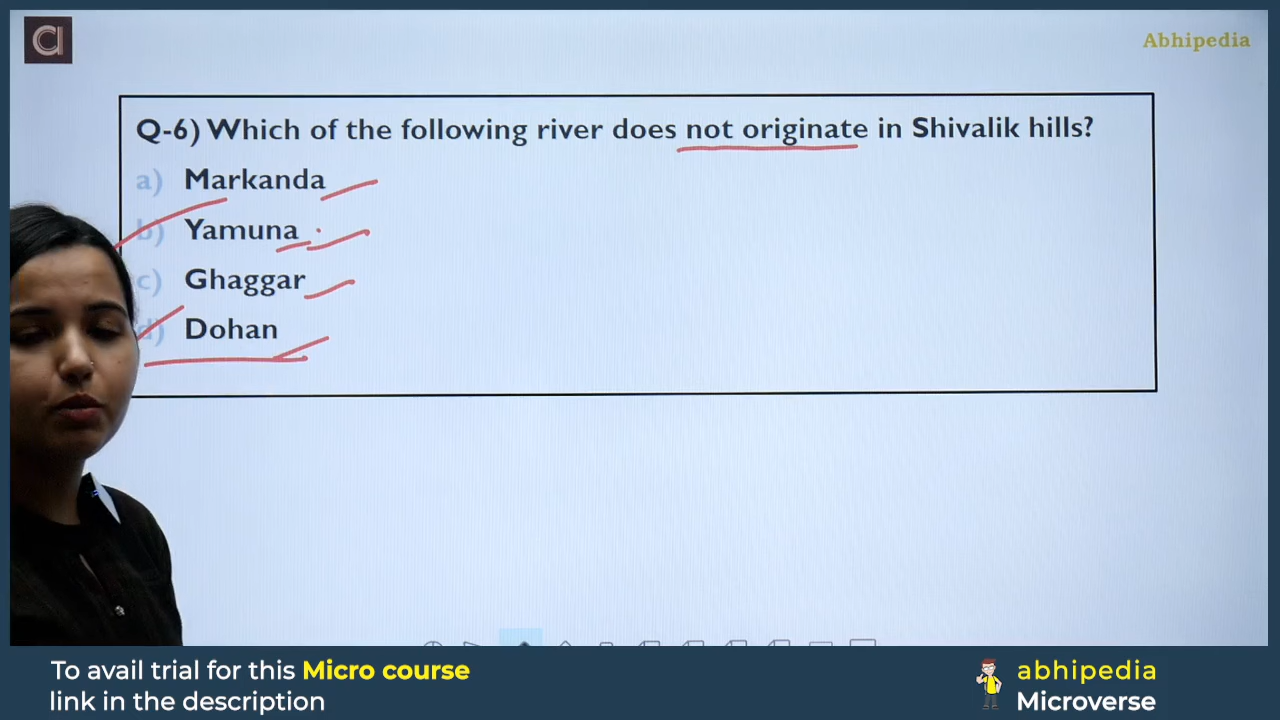 Abhipedia
Q-6) Which of the following river does not originate in Shivalik hills?
a) Markanda
b) Yamuna
c) Ghaggar
d) Dohan
To avail trial for this Micro course
link in the description
abhipedia
Microverse